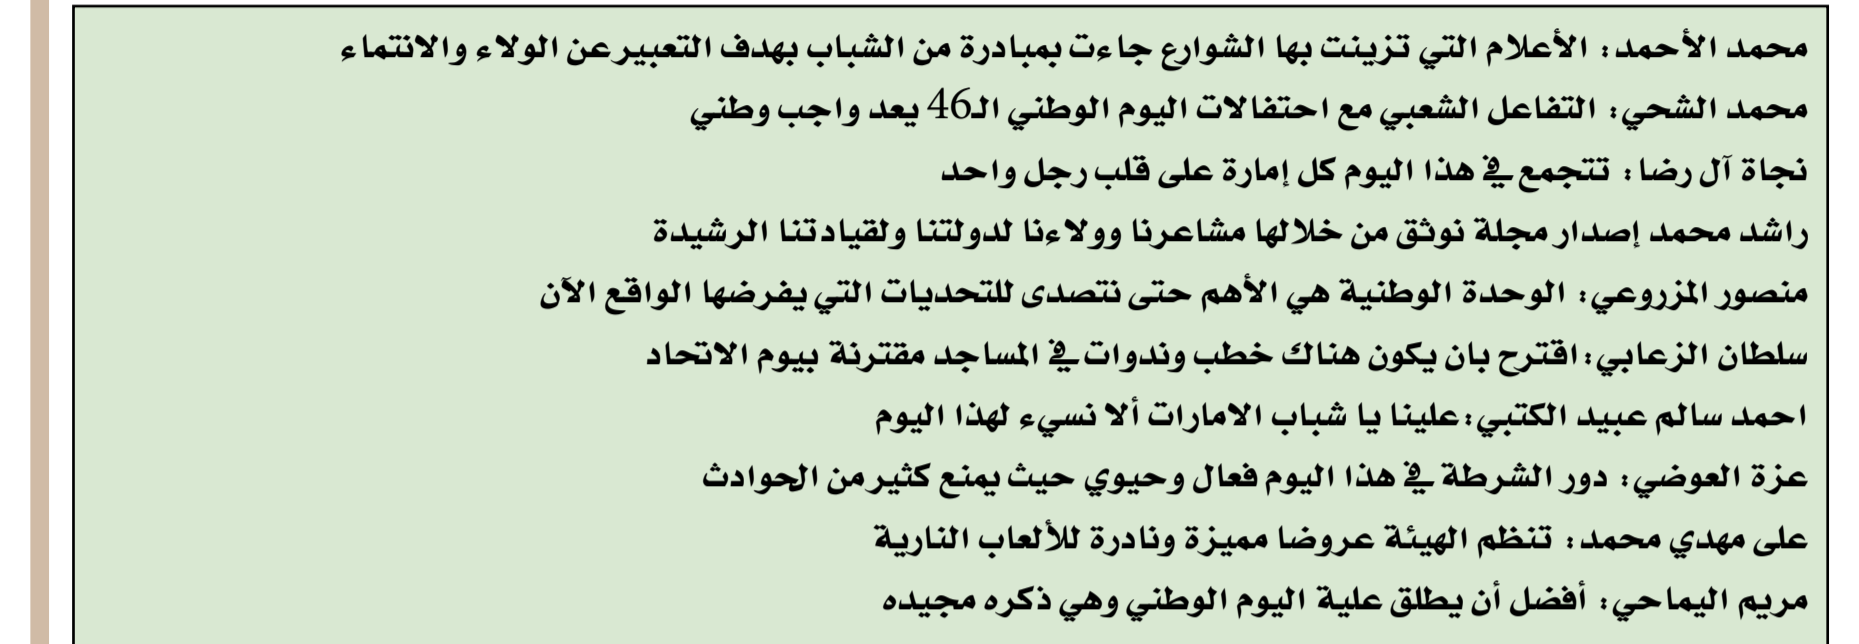 محمد الأحمد: الأعلام التي تزينت بها الشوارع جاءت بمبادرة من الشباب بهدف التعبير عن الولاء والانتماء
محمد الشحي: التفاعل الشعبي مع احتفالات اليوم الوطني الـ46 يعد واجب وطني
نجاة آل رضا: تتجمع في هذا اليوم كل إمارة على قلب رجل واحد
راشد محمد إصدار مجلة نوثق من خلالها مشاعرنا وولاءنا لدولتنا ولقيادتنا الرشيدة
منصور المزروعي: الوحدة الوطنية هي الأهم حتى نتصدى للتحديات التي يفرضها الواقع الآن
سلطان الزعابي: اقترح بان يكون هناك خطب وندوات في المساجد مقترنة بيوم الاتحاد
احمد سالم عبيد الكتبي: علينا يا شباب الامارات ألا نسيء لهذا اليوم
عزة العوضي: دور الشرطة في هذا اليوم فعال وحيوي حيث يمنع كثير من الحوادث
على مهدي محمد: تنظم الهيئة عروضا مميزة ونادرة للألعاب النارية
مريم اليماحي: أفضل أن يطلق علية اليوم الوطني وهي ذكره مجيده